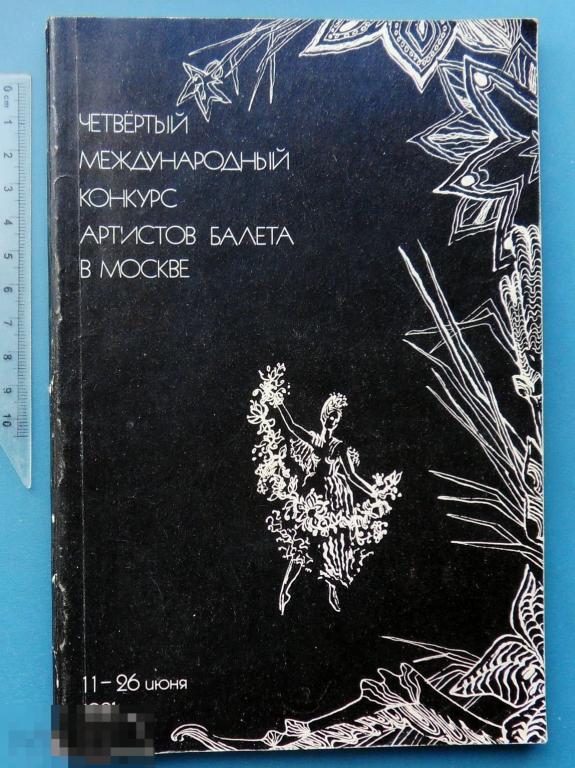 ЧЕТВЁРТЫЙ
МЕЖДУНАРОДНЫЙ
КОНКУРС
АРТИСТОВ БАЛЕТА
В МОСКВЕ
11–26 июня
0 cm 1 2 3 4 5 6 7 8 9 10